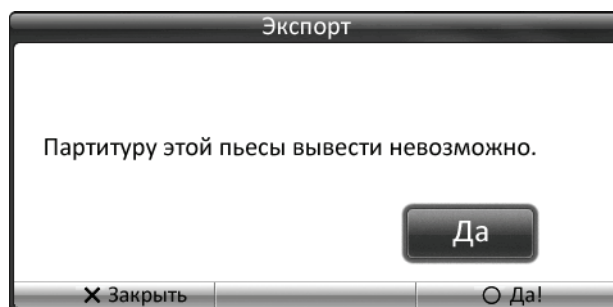 Экспорт
Партитуру этой пьесы вывести невозможно.
Да
✕ Закрыть
○ Да!